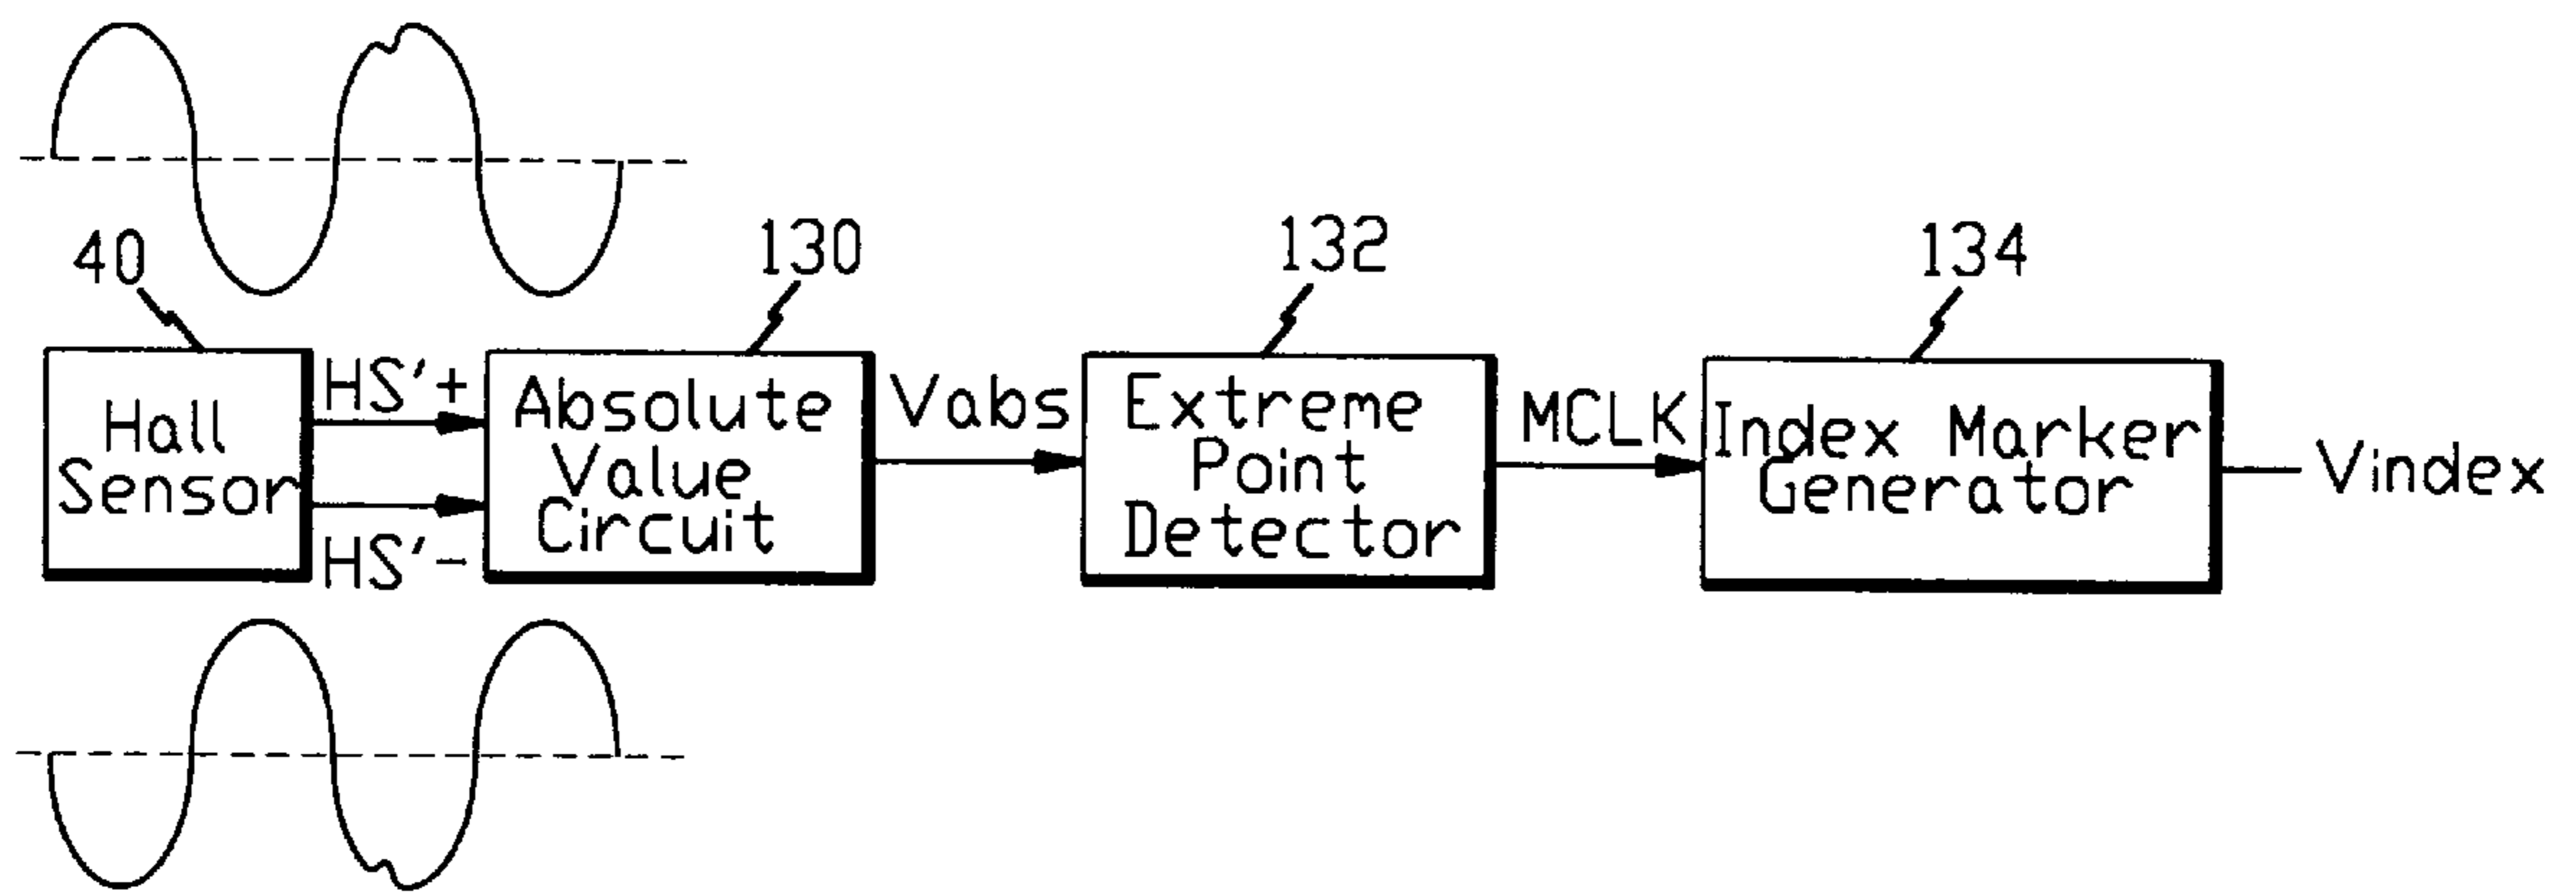 40
130
132
134
Hall
Sensor
HS'+
HS'-
Absolute
Value
Circuit
Vabs
Extreme
Point
Detector
MCLK
Index Marker
Generator
Vindex